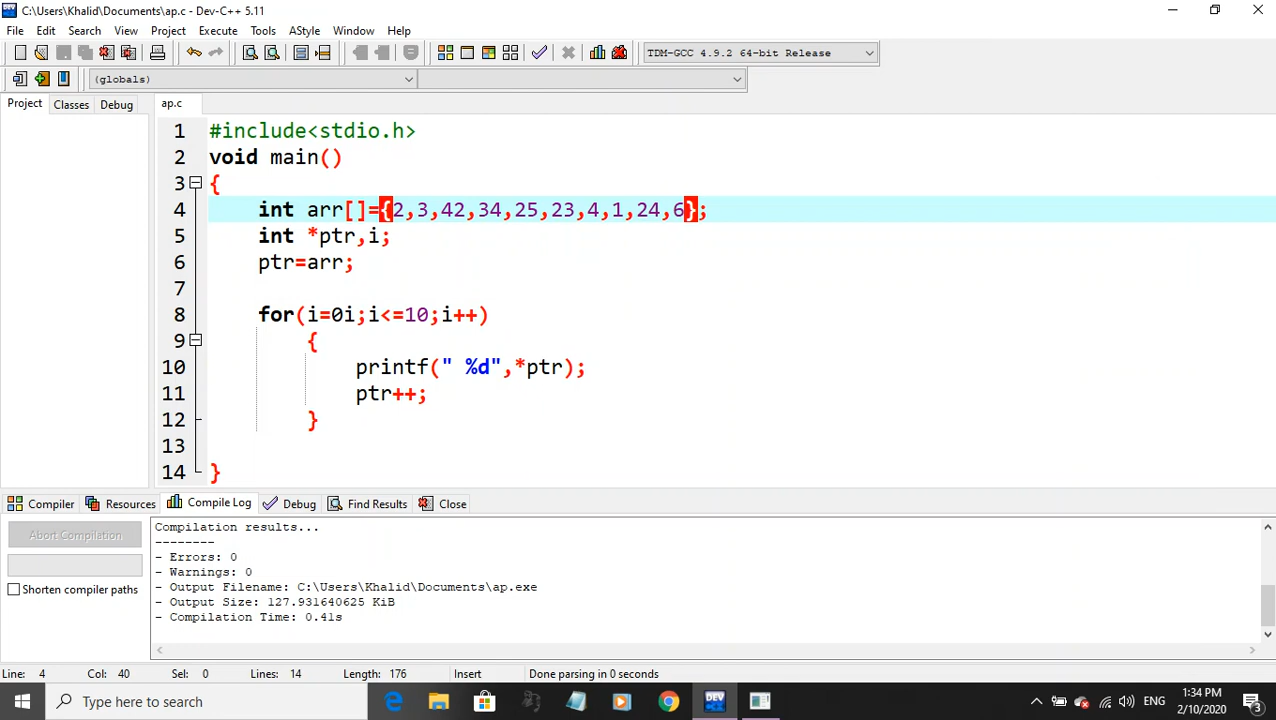 C:\Users\Khalid\Documents\ap.c - Dev-C++ 5.11
File Edit Search View Project Execute Tools AStyle Window Help
TDM-GCC 4.9.2 64-bit Release
(globals)
Project Classes Debug ap.c
1 #include<stdio.h>
2 void main()
3 {
4 int arr[]={2,3,42,34,25,23,4,1,24,6};
5 int *ptr,i;
6 ptr=arr;
7
8 for(i=0i;i<=10;i++)
9 {
10 printf(" %d",*ptr);
11 ptr++;
12 }
13
14 }
Compiler Resources Compile Log Debug Find Results Close
Abort Compilation
Shorten compiler paths
Compilation results...
--------
- Errors: 0
- Warnings: 0
- Output Filename: C:\Users\Khalid\Documents\ap.exe
- Output Size: 127.931640625 KiB
- Compilation Time: 0.41s
Line: 4 Col: 40 Sel: 0 Lines: 14 Length: 176 Insert Done parsing in 0 seconds
Type here to search
DEV
ENG
1:34 PM
2/10/2020
3